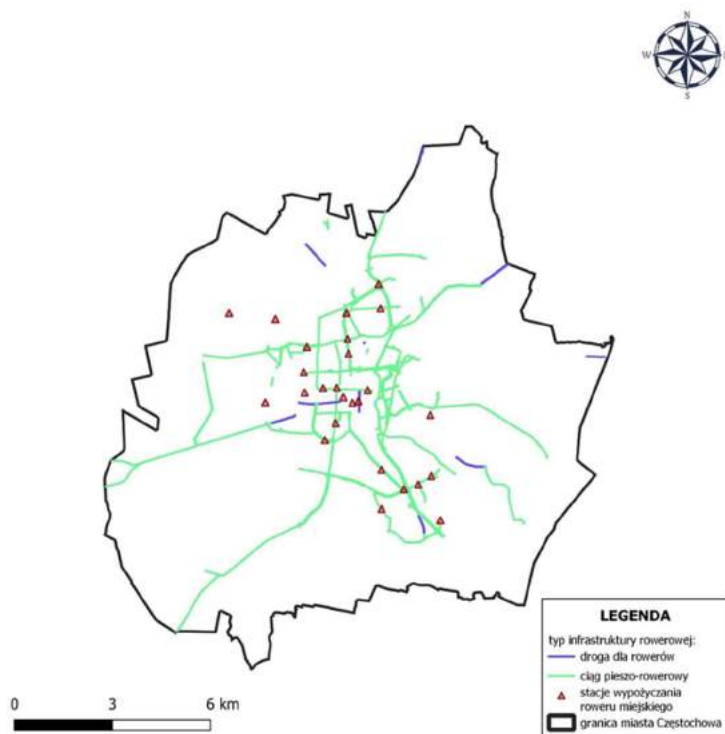 N
W
S
LEGENDA
typ infrastruktury rowerowej:
droga dla rowerów
ciąg pieszo-rowerowy
stacje wypożyczania
roweru miejskiego
granica miasta Częstochowa
0 3 6 km